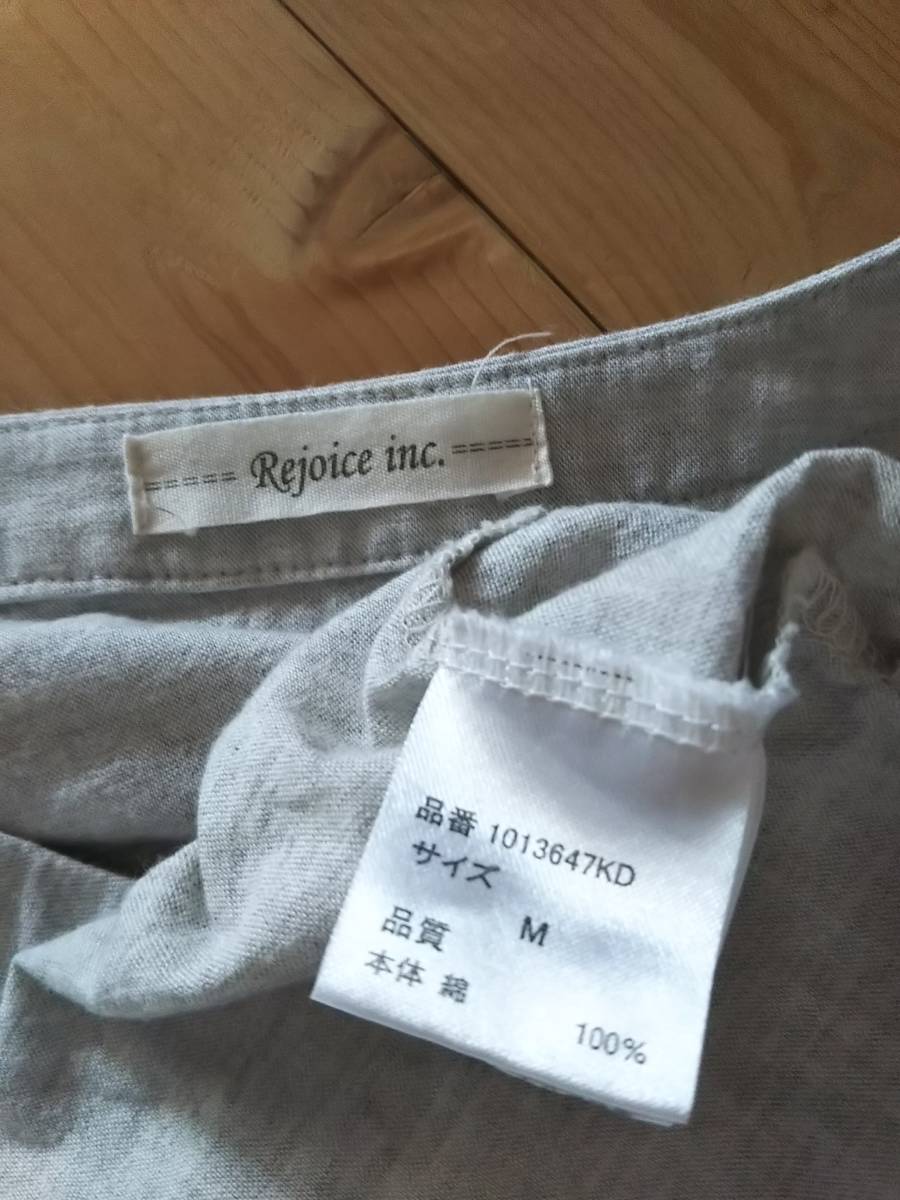 ===== Rejoice inc. =====
品番 1013647KD
サイズ
M
品質
本体 綿
100%